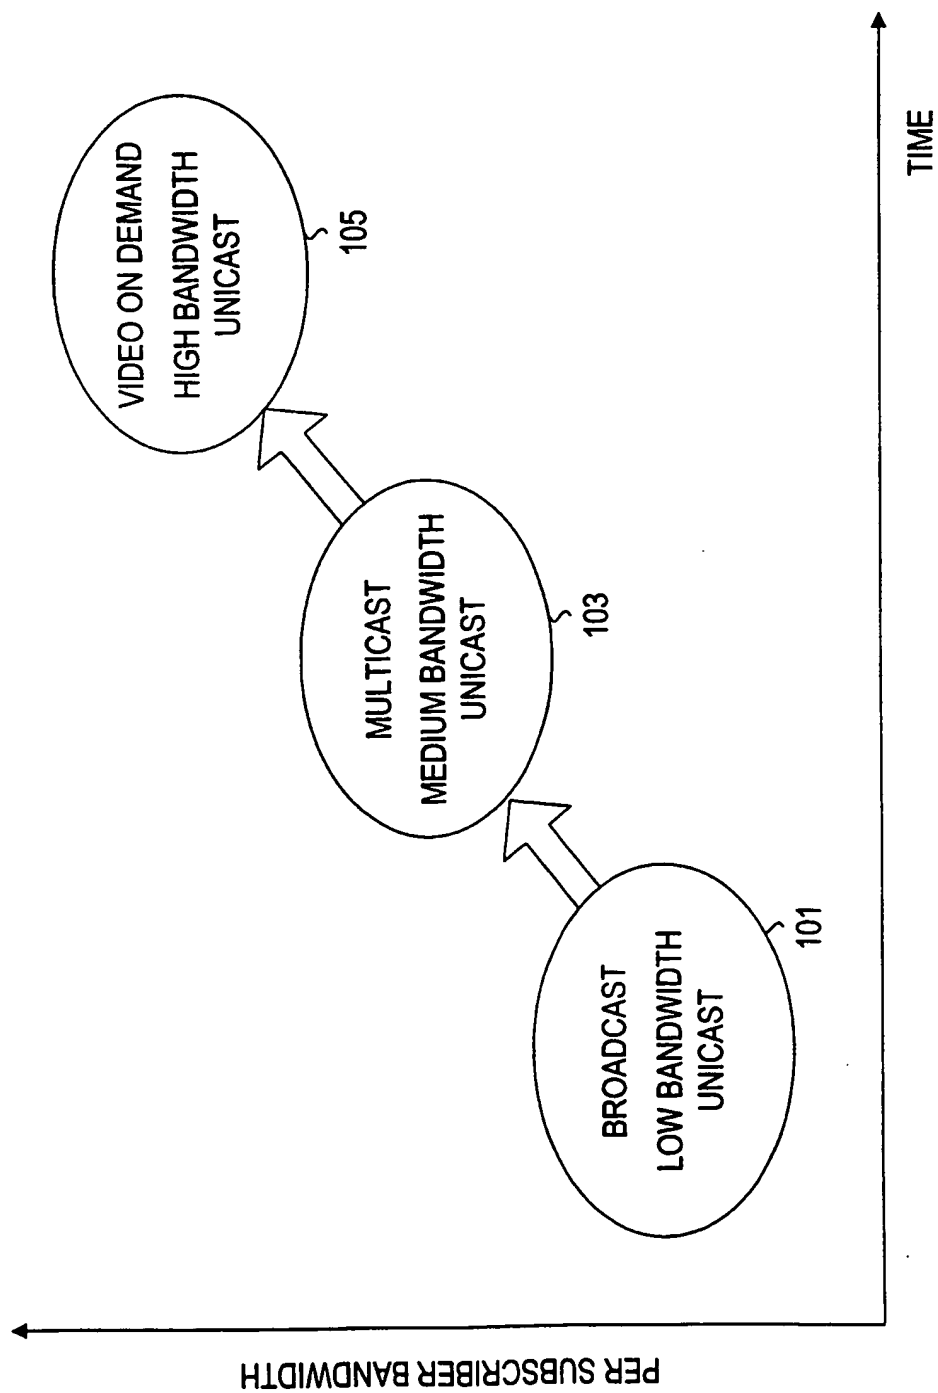 PER SUBSCRIBER BANDWIDTH
VIDEO ON DEMAND
HIGH BANDWIDTH
UNICAST
105
MULTICAST
MEDIUM BANDWIDTH
UNICAST
103
BROADCAST
LOW BANDWIDTH
UNICAST
101
TIME